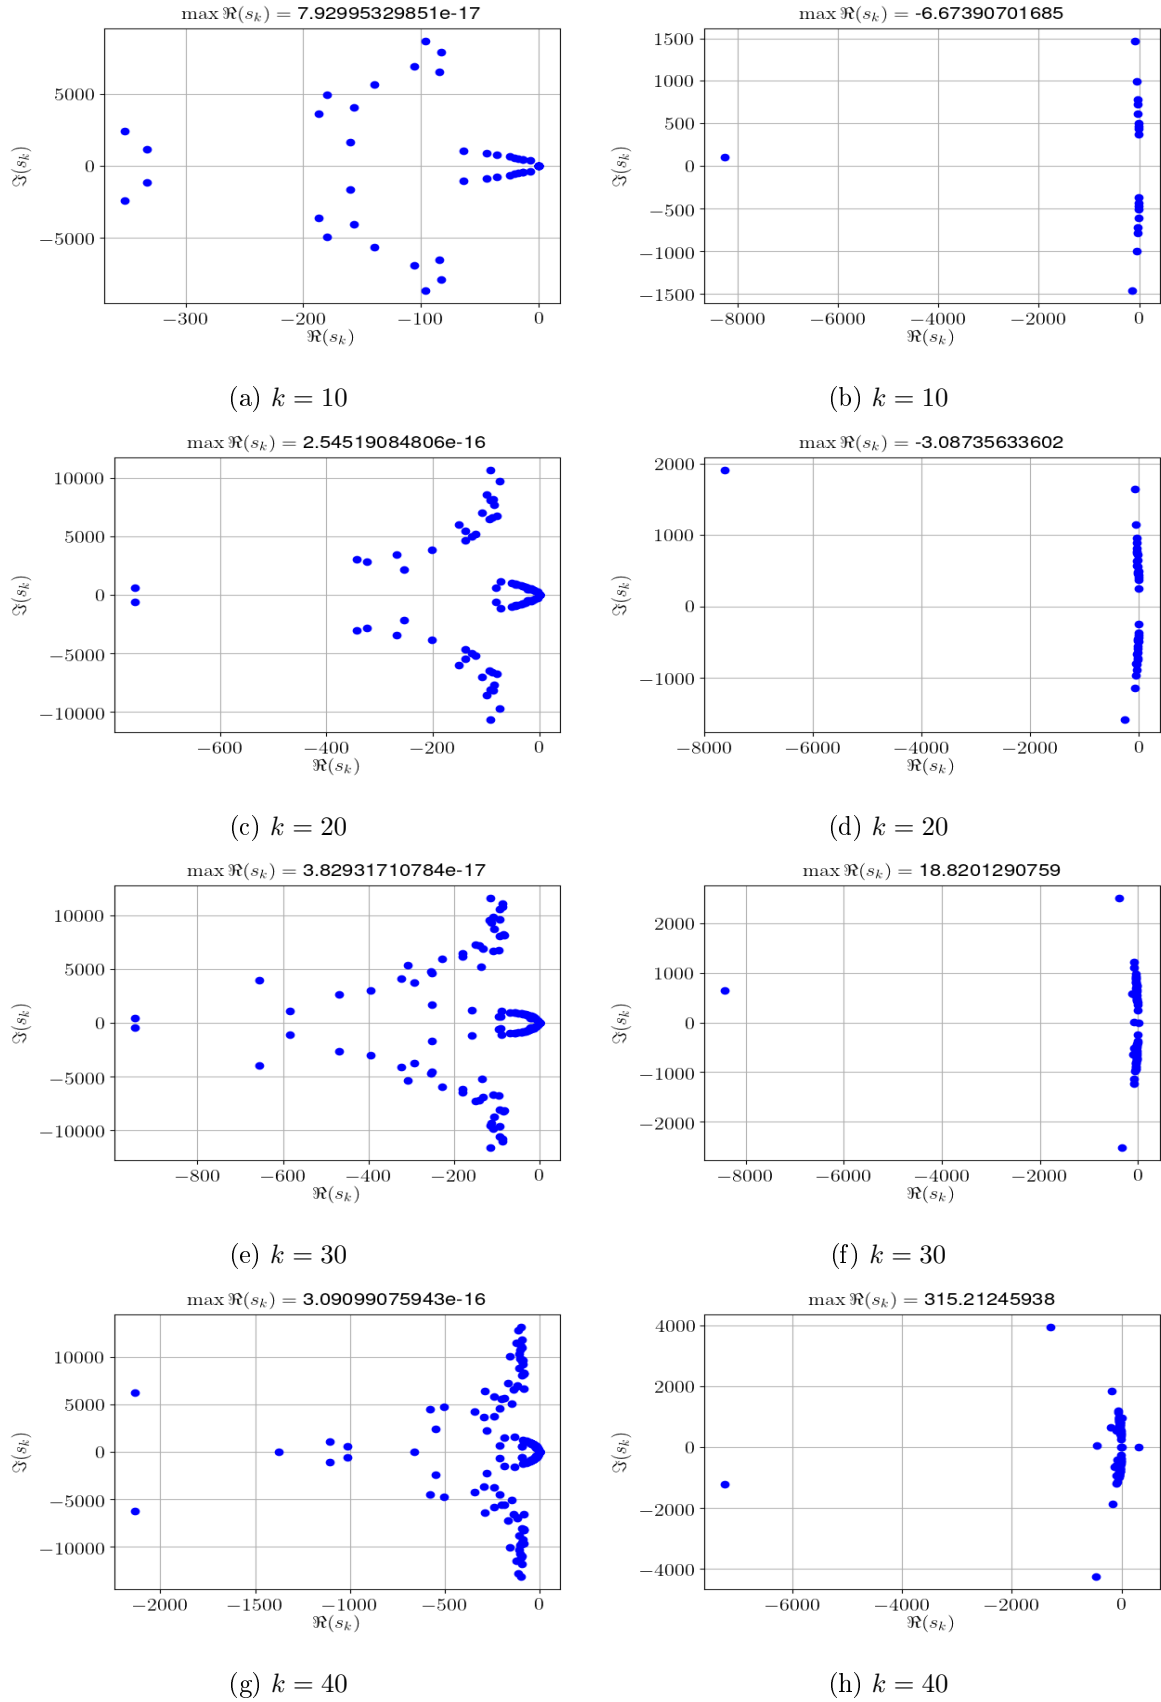 max ℜ(s_k) = 7.92995329851e-17
5000
0
−5000
ℑ(s_k)
−300
−200
−100
0
ℜ(s_k)
(a) k = 10
max ℜ(s_k) = -6.67390701685
1500
1000
500
0
−500
−1000
−1500
ℑ(s_k)
−8000
−6000
−4000
−2000
0
ℜ(s_k)
(b) k = 10
max ℜ(s_k) = 2.54519084806e-16
10000
5000
0
−5000
−10000
ℑ(s_k)
−600
−400
−200
0
ℜ(s_k)
(c) k = 20
max ℜ(s_k) = -3.08735633602
2000
1000
0
−1000
ℑ(s_k)
−8000
−6000
−4000
−2000
0
ℜ(s_k)
(d) k = 20
max ℜ(s_k) = 3.82931710784e-17
10000
5000
0
−5000
−10000
ℑ(s_k)
−800
−600
−400
−200
0
ℜ(s_k)
(e) k = 30
max ℜ(s_k) = 18.8201290759
2000
1000
0
−1000
−2000
ℑ(s_k)
−8000
−6000
−4000
−2000
0
ℜ(s_k)
(f) k = 30
max ℜ(s_k) = 3.09099075943e-16
10000
5000
0
−5000
−10000
ℑ(s_k)
−2000
−1500
−1000
−500
0
ℜ(s_k)
(g) k = 40
max ℜ(s_k) = 315.21245938
4000
2000
0
−2000
−4000
ℑ(s_k)
−6000
−4000
−2000
0
ℜ(s_k)
(h) k = 40